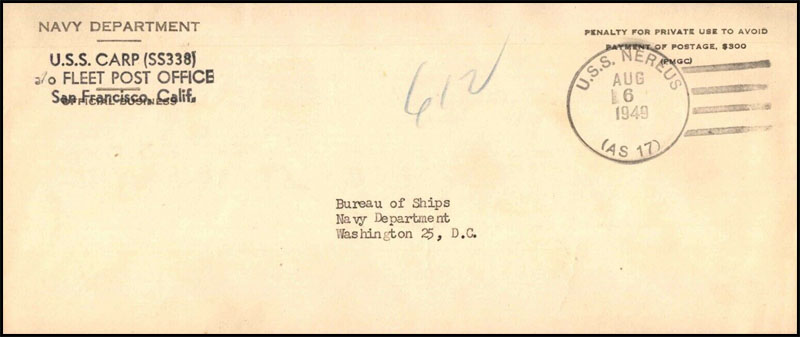 NAVY DEPARTMENT
U.S.S. CARP (SS338)
c/o FLEET POST OFFICE
San Francisco, Calif.
OFFICIAL BUSINESS
PENALTY FOR PRIVATE USE TO AVOID
PAYMENT OF POSTAGE, $300
(PMGC)
612
U.S.S. NEREUS
AUG
6
1949
(AS 17)
Bureau of Ships
Navy Department
Washington 25, D.C.